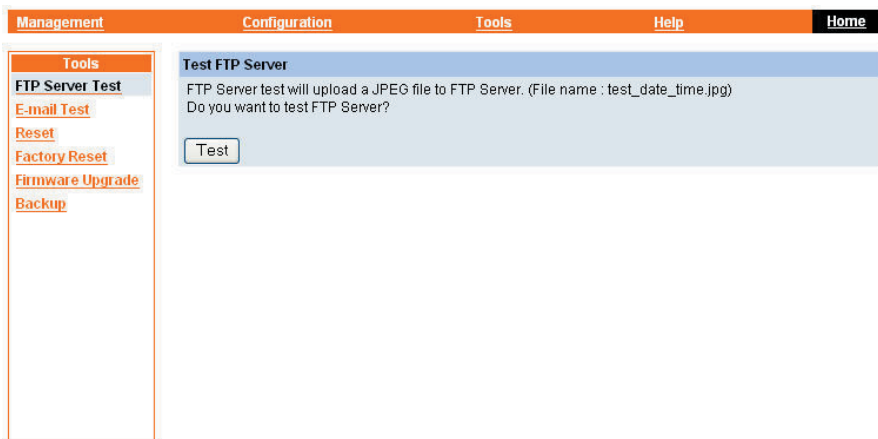 Management Configuration Tools Help Home
Tools
FTP Server Test
E-mail Test
Reset
Factory Reset
Firmware Upgrade
Backup
Test FTP Server
FTP Server test will upload a JPEG file to FTP Server. (File name : test_date_time.jpg)
Do you want to test FTP Server?
Test